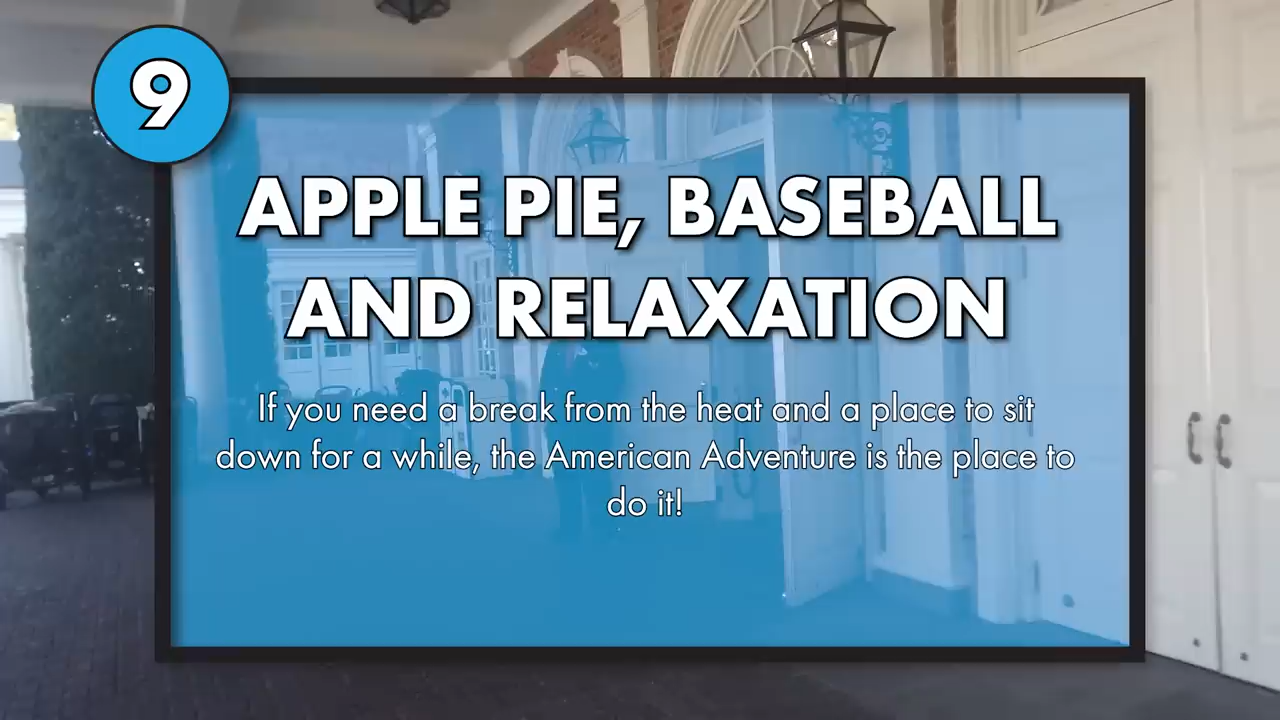 9
APPLE PIE, BASEBALL
AND RELAXATION
If you need a break from the heat and a place to sit
down for a while, the American Adventure is the place to
do it!